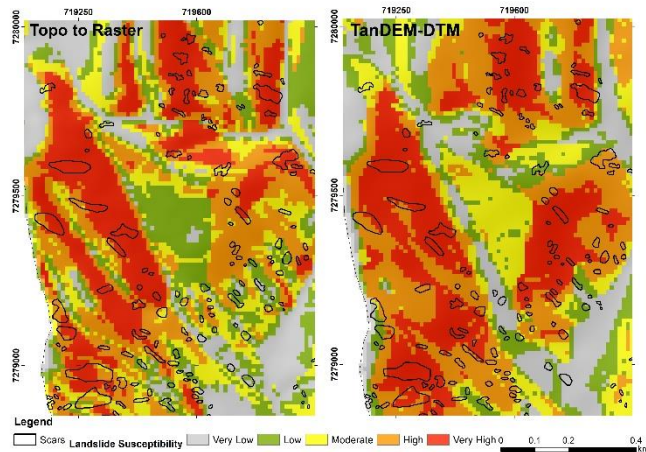 719250 719600 719250 719600
Topo to Raster TanDEM-DTM
7280000 7280000
7279500 7279500
7279000 7279000
Legend
Scars Landslide Susceptibility Very Low Low Moderate High Very High
0 0.1 0.2 0.4
km